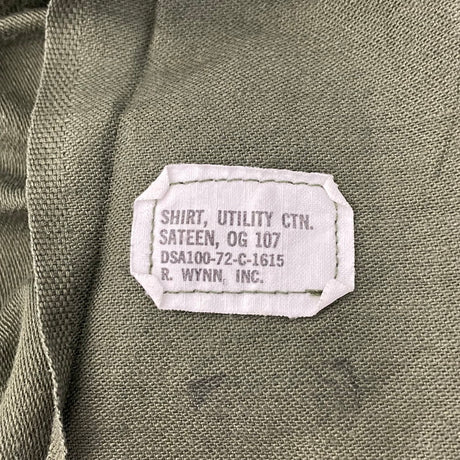 SHIRT, UTILITY CTN.
SATEEN, OG 107
DSA100-72-C-1615
R. WYNN, INC.